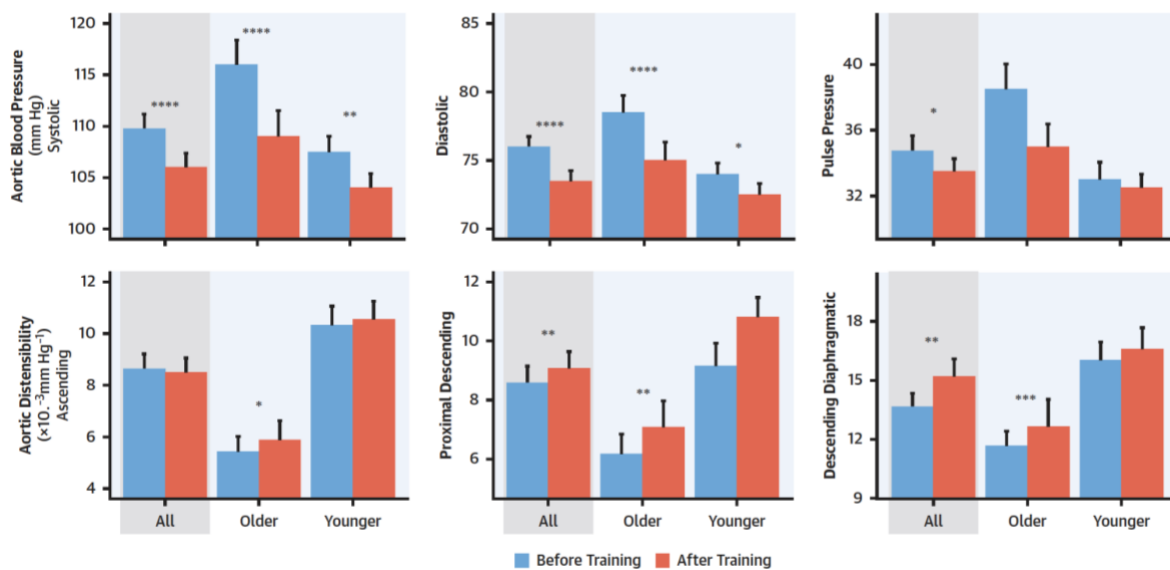 Aortic Blood Pressure
(mm Hg)
Systolic
120
115
110
105
100
****
****
**
Diastolic
85
80
75
70
****
****
*
Pulse Pressure
40
36
32
*
Aortic Distensibility
(×10.⁻³mm Hg⁻¹)
Ascending
12
10
8
6
4
*
All
Older
Younger
Proximal Descending
12
10
8
6
**
**
All
Older
Younger
Descending Diaphragmatic
18
15
12
9
**
***
All
Older
Younger
Before Training
After Training